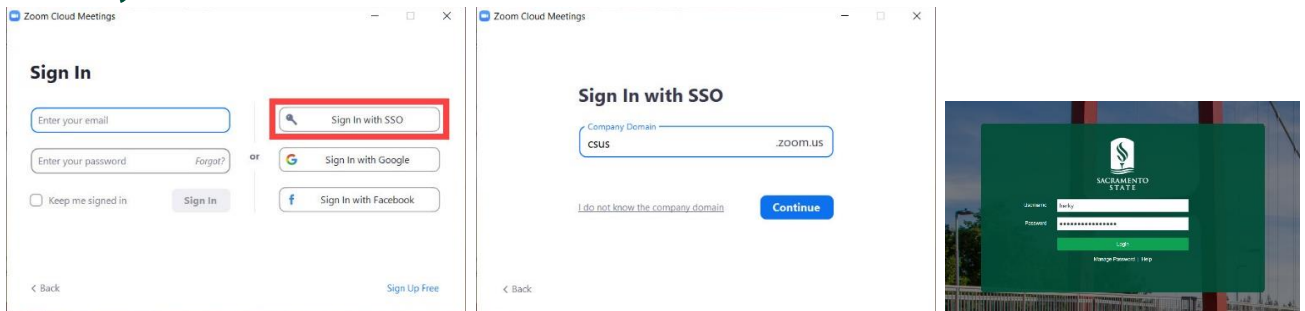 Zoom Cloud Meetings
Sign In
Enter your email
Enter your password Forgot?
Keep me signed in Sign In
or
Sign In with SSO
Sign In with Google
Sign In with Facebook
< Back Sign Up Free
Zoom Cloud Meetings
Sign In with SSO
Company Domain
csus .zoom.us
I do not know the company domain Continue
< Back
SACRAMENTO
STATE
Username
Password
Login
Manage Password | Help